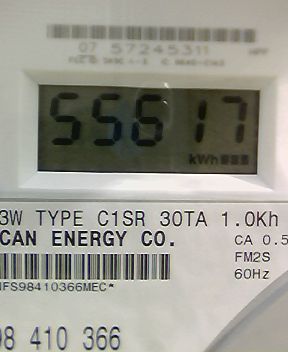 07 57245311
55617
kWh
3W TYPE C1SR 30TA 1.0Kh
CAN ENERGY CO.
CA 0.5
FM2S
60Hz
NFS98410366MEC*
98 410 366